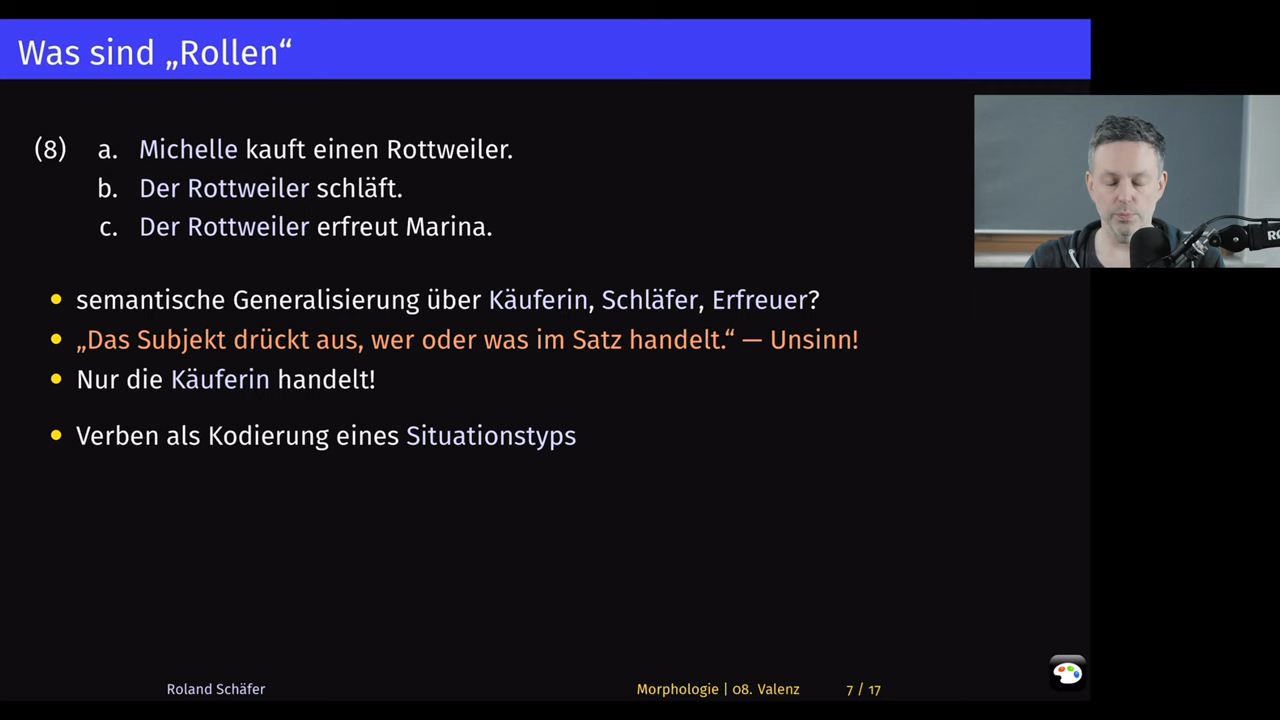 Was sind „Rollen“
(8) a. Michelle kauft einen Rottweiler.
b. Der Rottweiler schläft.
c. Der Rottweiler erfreut Marina.
semantische Generalisierung über Käuferin, Schläfer, Erfreuer?
„Das Subjekt drückt aus, wer oder was im Satz handelt.“ — Unsinn!
Nur die Käuferin handelt!
Verben als Kodierung eines Situationstyps
Roland Schäfer Morphologie | 08. Valenz 7 / 17